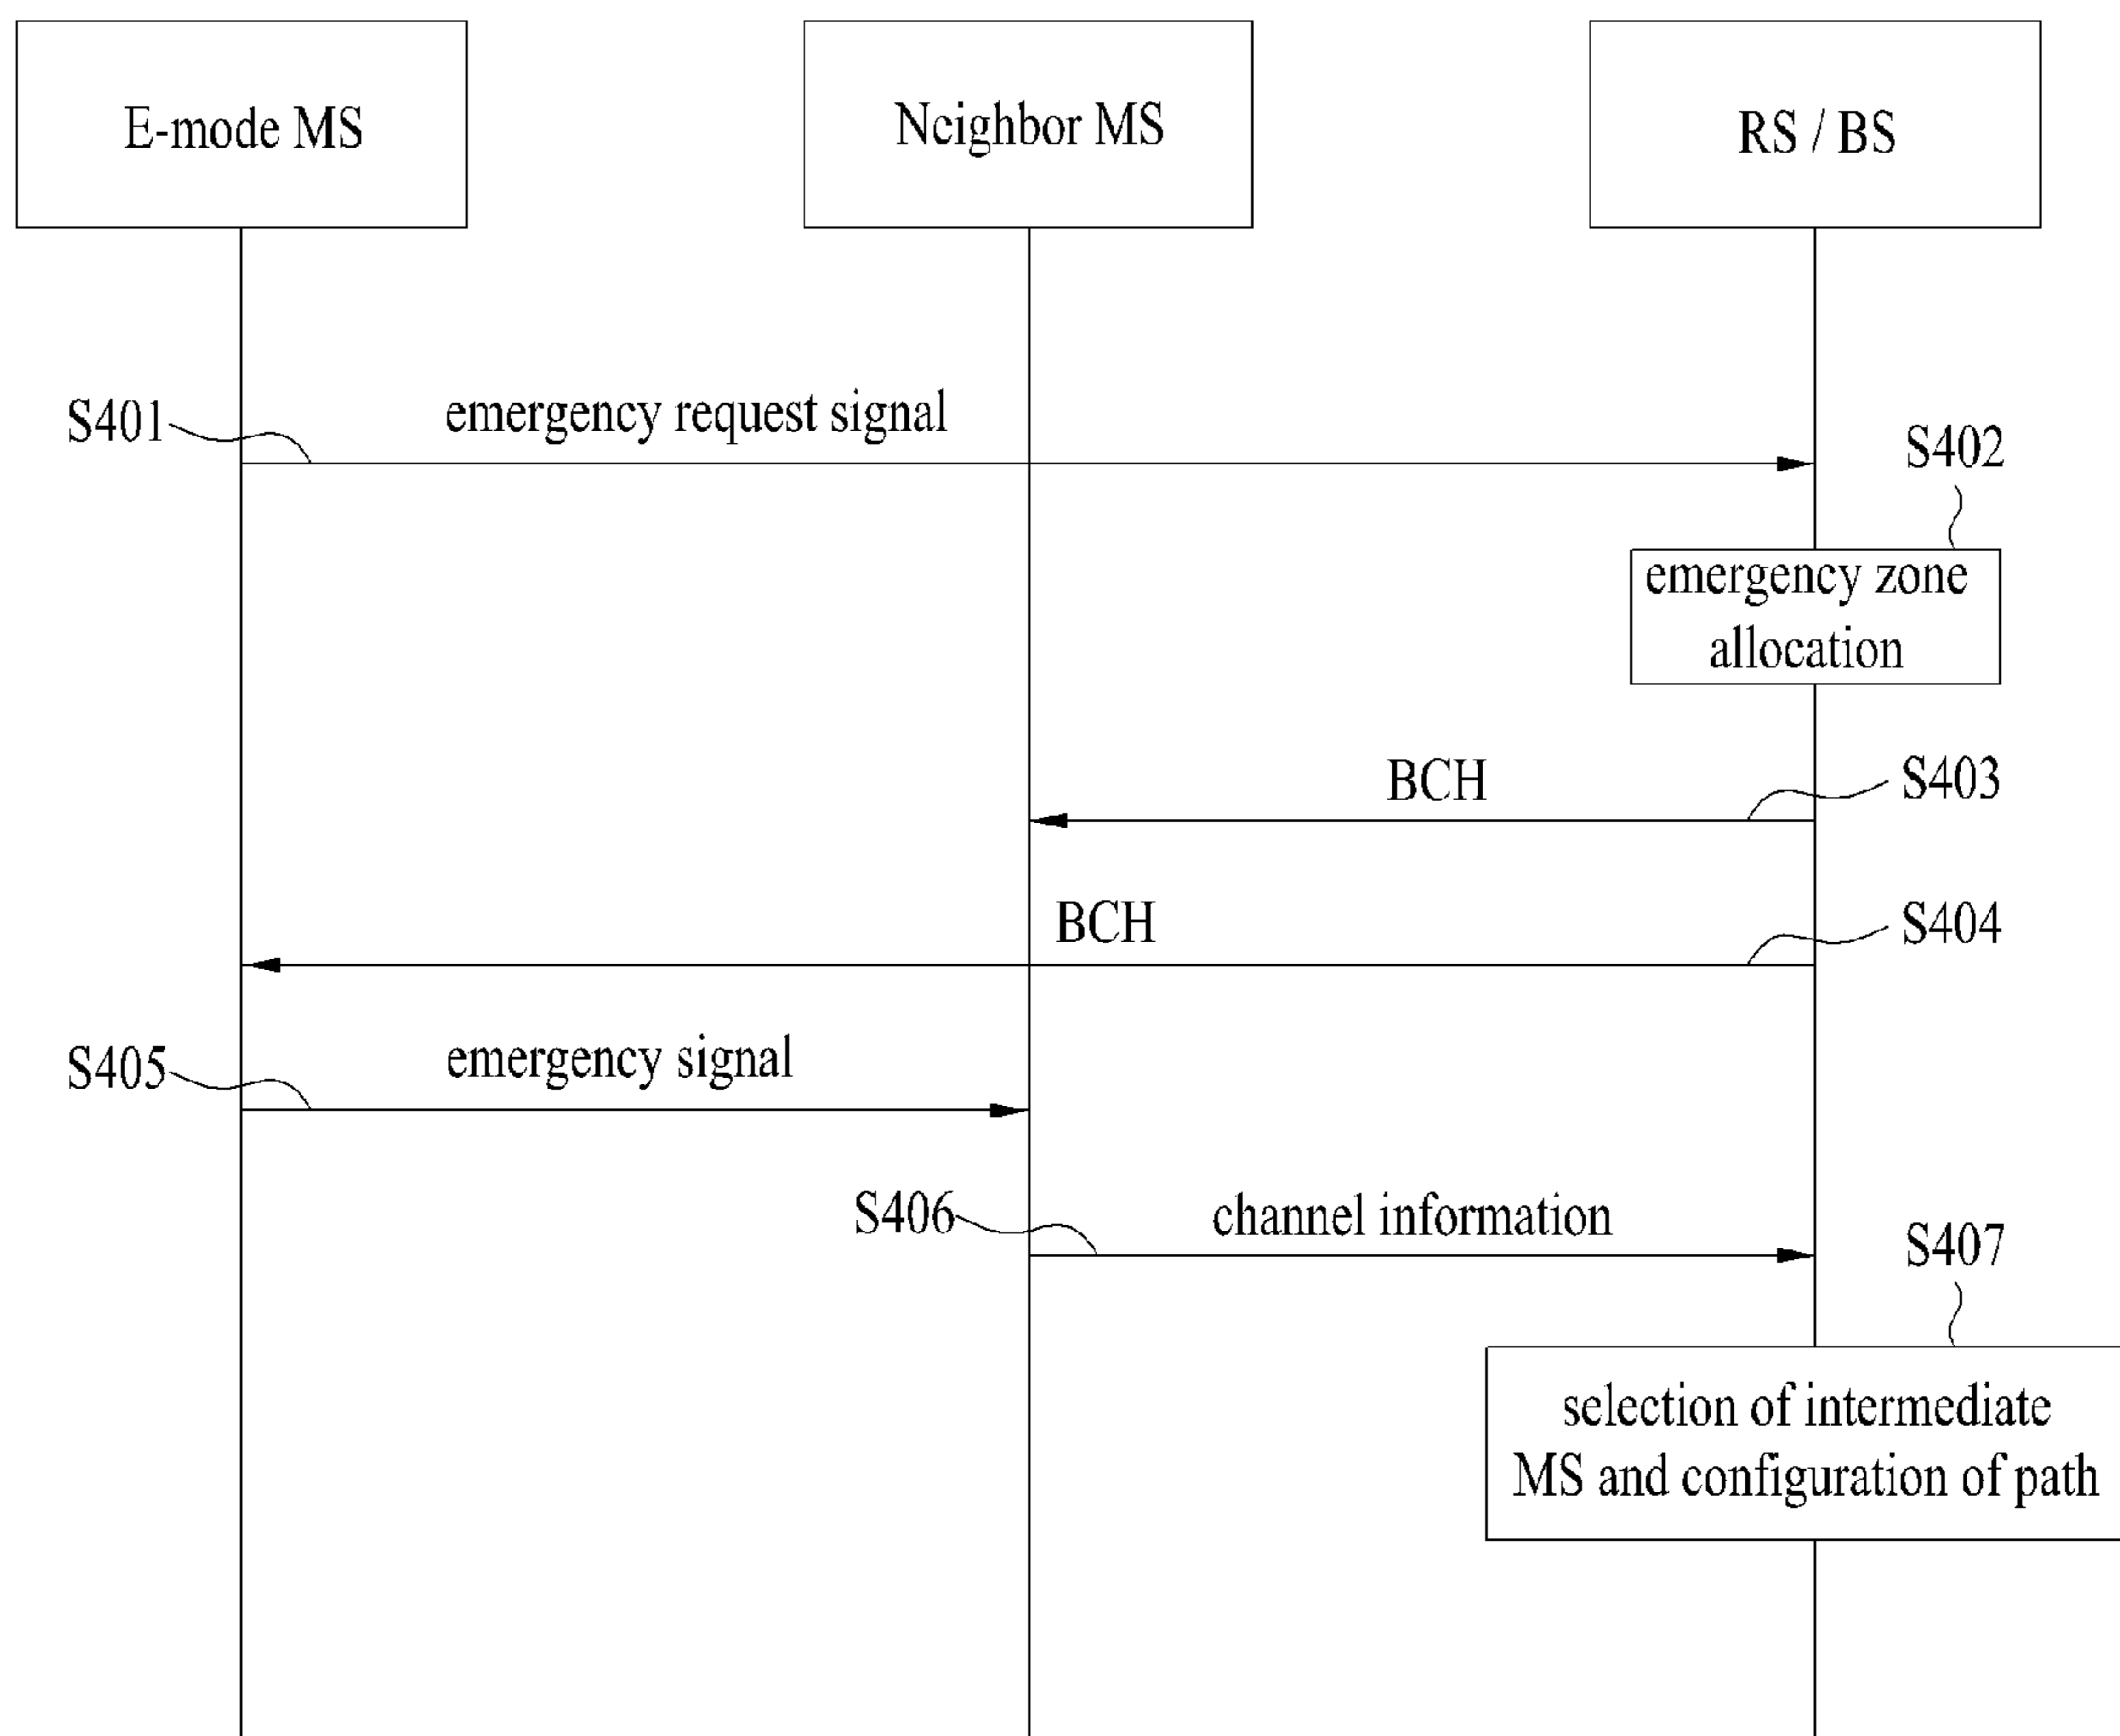 E-mode MS
Neighbor MS
RS / BS
S401
emergency request signal
S402
emergency zone
allocation
BCH
S403
BCH
S404
S405
emergency signal
S406
channel information
S407
selection of intermediate
MS and configuration of path